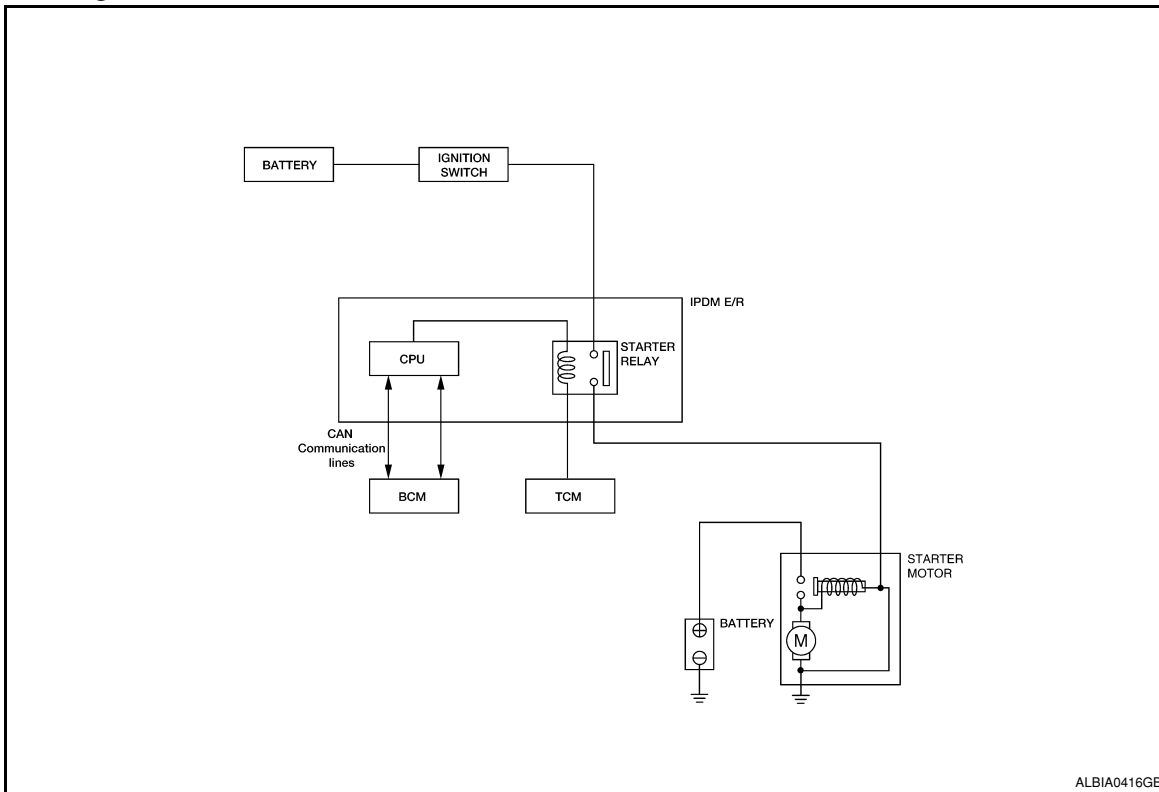 BATTERY
IGNITION
SWITCH
IPDM E/R
CPU
STARTER
RELAY
CAN
Communication
lines
BCM
TCM
STARTER
MOTOR
BATTERY
M
ALBIA0416GB